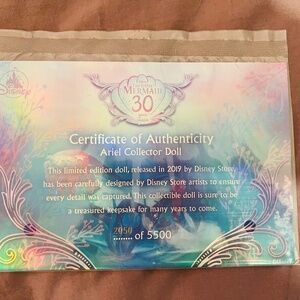 Disney
The Little
MERMAID
30
Certificate of Authenticity
Ariel Collector Doll
This limited edition doll, released in 2019 by Disney Store,
has been carefully designed by Disney Store artists to ensure
every detail was captured. This collectible doll is sure to be
a treasured keepsake for many years to come.
2050 of 5500